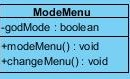 ModeMenu
-godMode : boolean
+modeMenu() : void
+changeMenu() : void